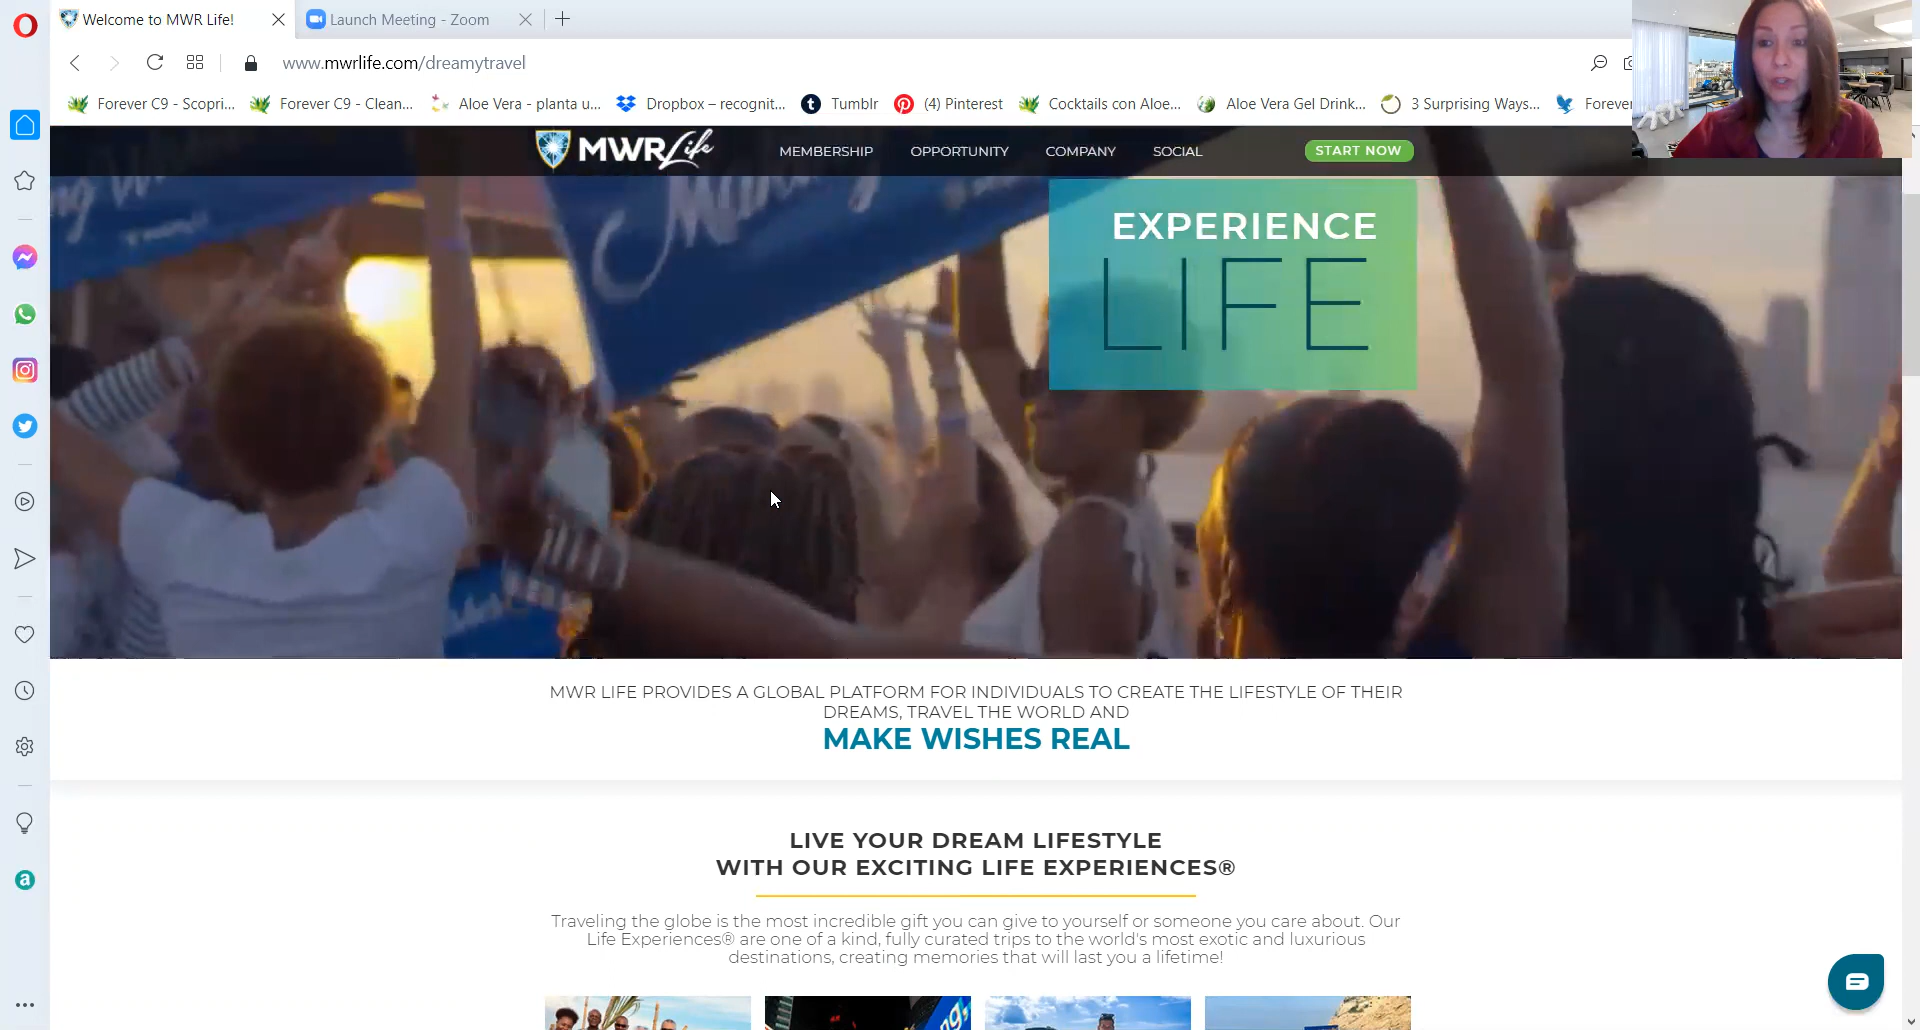 Welcome to MWR Life!
Launch Meeting - Zoom
www.mwrlife.com/dreamytravel
Forever C9 - Scopri...
Forever C9 - Clean...
Aloe Vera - planta u...
Dropbox – recognit...
Tumblr
(4) Pinterest
Cocktails con Aloe...
Aloe Vera Gel Drink...
3 Surprising Ways...
Forever
MWR Life
MEMBERSHIP
OPPORTUNITY
COMPANY
SOCIAL
START NOW
EXPERIENCE
LIFE
MWR LIFE PROVIDES A GLOBAL PLATFORM FOR INDIVIDUALS TO CREATE THE LIFESTYLE OF THEIR
DREAMS, TRAVEL THE WORLD AND
MAKE WISHES REAL
LIVE YOUR DREAM LIFESTYLE
WITH OUR EXCITING LIFE EXPERIENCES®
Traveling the globe is the most incredible gift you can give to yourself or someone you care about. Our
Life Experiences® are one of a kind, fully curated trips to the world's most exotic and luxurious
destinations, creating memories that will last you a lifetime!